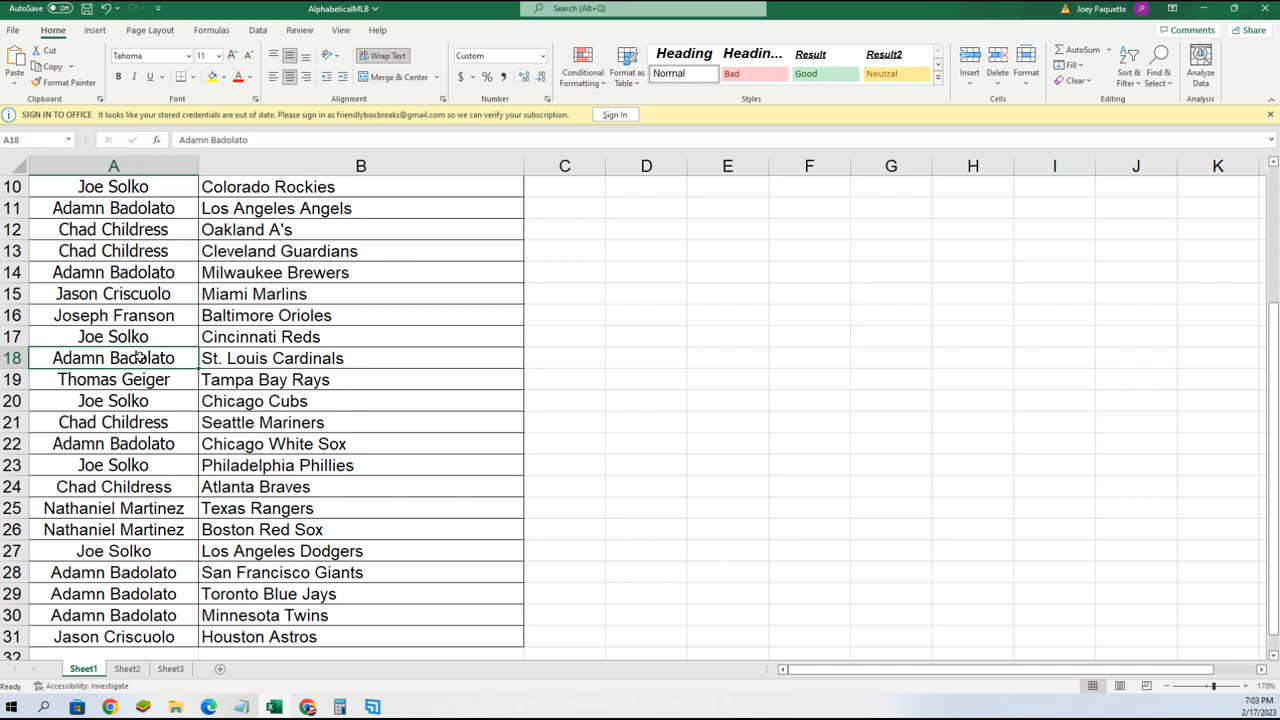 AutoSave Off AlphabeticalMLB Search (Alt+Q) Joey Paquette JP
File Home Insert Page Layout Formulas Data Review View Help Comments Share
Paste Cut Copy Format Painter Clipboard
Tahoma 11 B I U A Font
Wrap Text Merge & Center Alignment
Custom $ % , Number
Conditional Formatting Format as Table Heading Headin... Result Result2 Normal Bad Good Neutral Styles
Insert Delete Format Cells
AutoSum Fill Clear Sort & Filter Find & Select Editing
Analyze Data Analysis
SIGN IN TO OFFICE It looks like your stored credentials are out of date. Please sign in as friendlyboxbreaks@gmail.com so we can verify your subscription. Sign In
A18 fx Adamn Badolato
A B C D E F G H I J K
10 Joe Solko Colorado Rockies
11 Adamn Badolato Los Angeles Angels
12 Chad Childress Oakland A's
13 Chad Childress Cleveland Guardians
14 Adamn Badolato Milwaukee Brewers
15 Jason Criscuolo Miami Marlins
16 Joseph Franson Baltimore Orioles
17 Joe Solko Cincinnati Reds
18 Adamn Badolato St. Louis Cardinals
19 Thomas Geiger Tampa Bay Rays
20 Joe Solko Chicago Cubs
21 Chad Childress Seattle Mariners
22 Adamn Badolato Chicago White Sox
23 Joe Solko Philadelphia Phillies
24 Chad Childress Atlanta Braves
25 Nathaniel Martinez Texas Rangers
26 Nathaniel Martinez Boston Red Sox
27 Joe Solko Los Angeles Dodgers
28 Adamn Badolato San Francisco Giants
29 Adamn Badolato Toronto Blue Jays
30 Adamn Badolato Minnesota Twins
31 Jason Criscuolo Houston Astros
32
Sheet1 Sheet2 Sheet3
Ready Accessibility: Investigate 170%
7:03 PM
2/17/2023